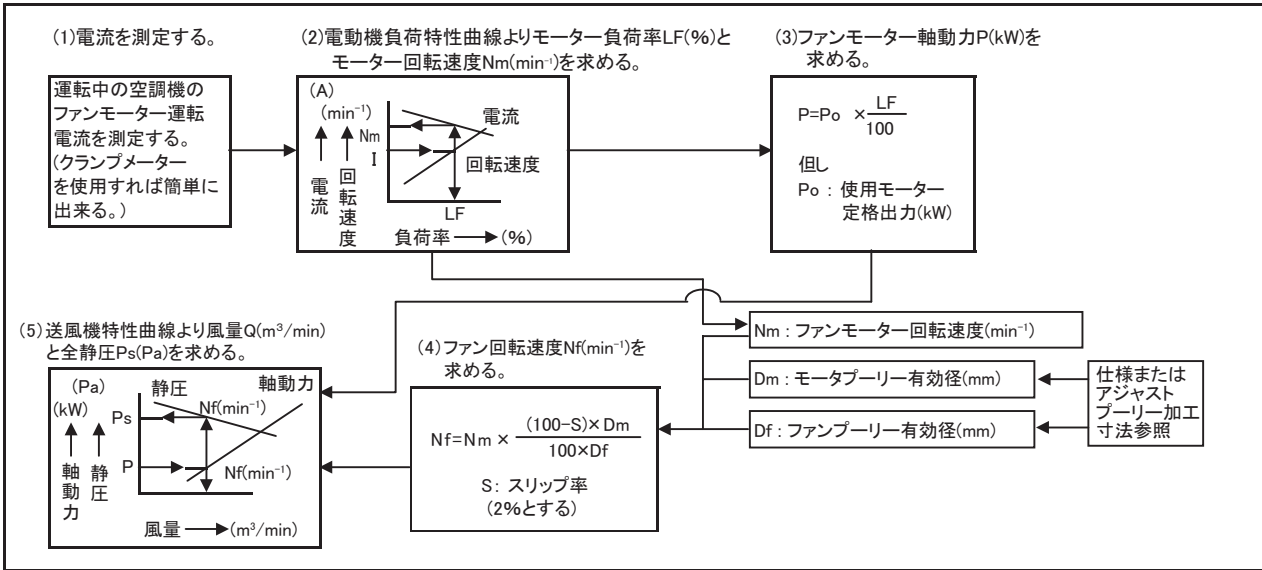 (1)電流を測定する。
運転中の空調機の
ファンモーター運転
電流を測定する。
(クランプメーター
を使用すれば簡単に
出来る。)
(2)電動機負荷特性曲線よりモーター負荷率LF(%)と
モーター回転速度Nm(min⁻¹)を求める。
(A)
(min⁻¹)
Nm
I
電流
回転速度
電流
回転速度
LF
負荷率 (%)
(3)ファンモーター軸動力P(kW)を
求める。
P=Po × LF/100
但し
Po : 使用モーター
定格出力(kW)
Nm : ファンモーター回転速度(min⁻¹)
Dm : モータプーリー有効径(mm)
Df : ファンプーリー有効径(mm)
仕様または
アジャスト
プーリー加工
寸法参照
(4)ファン回転速度Nf(min⁻¹)を
求める。
Nf=Nm × (100-S)×Dm/100×Df
S: スリップ率
(2%とする)
(5)送風機特性曲線より風量Q(m³/min)
と全静圧Ps(Pa)を求める。
(Pa)
(kW)
静圧
軸動力
Ps
Nf(min⁻¹)
P
Nf(min⁻¹)
軸動力
静圧
風量 (m³/min)